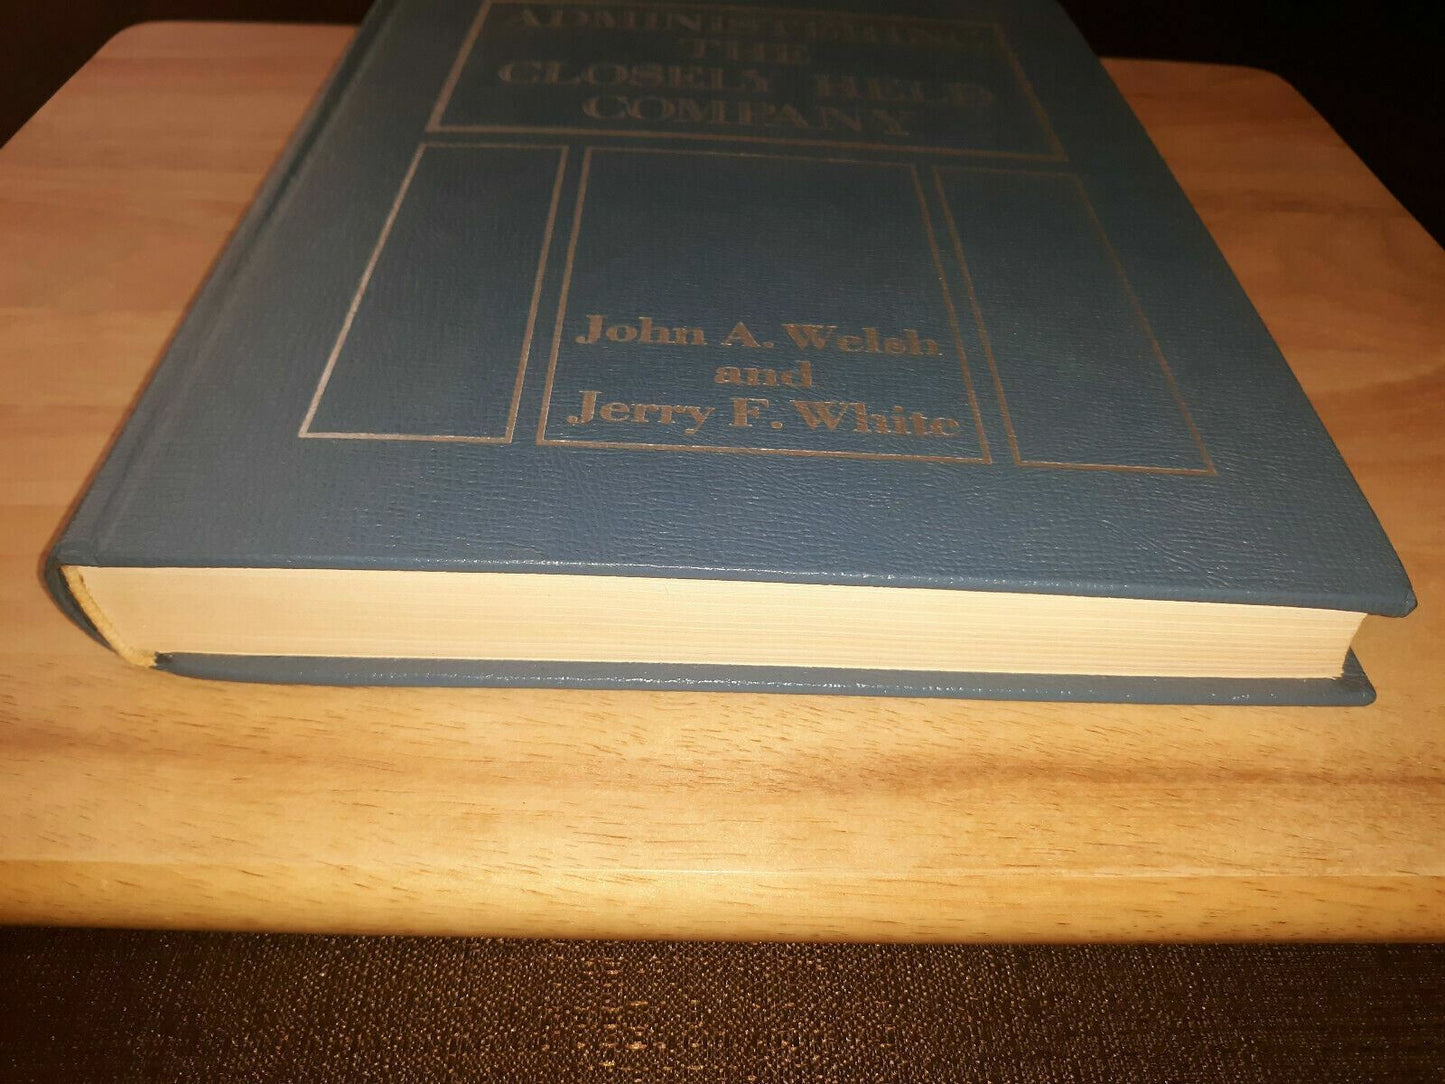 ADMINISTERING
THE
CLOSELY HELD
COMPANY
John A. Welsh
and
Jerry F. White